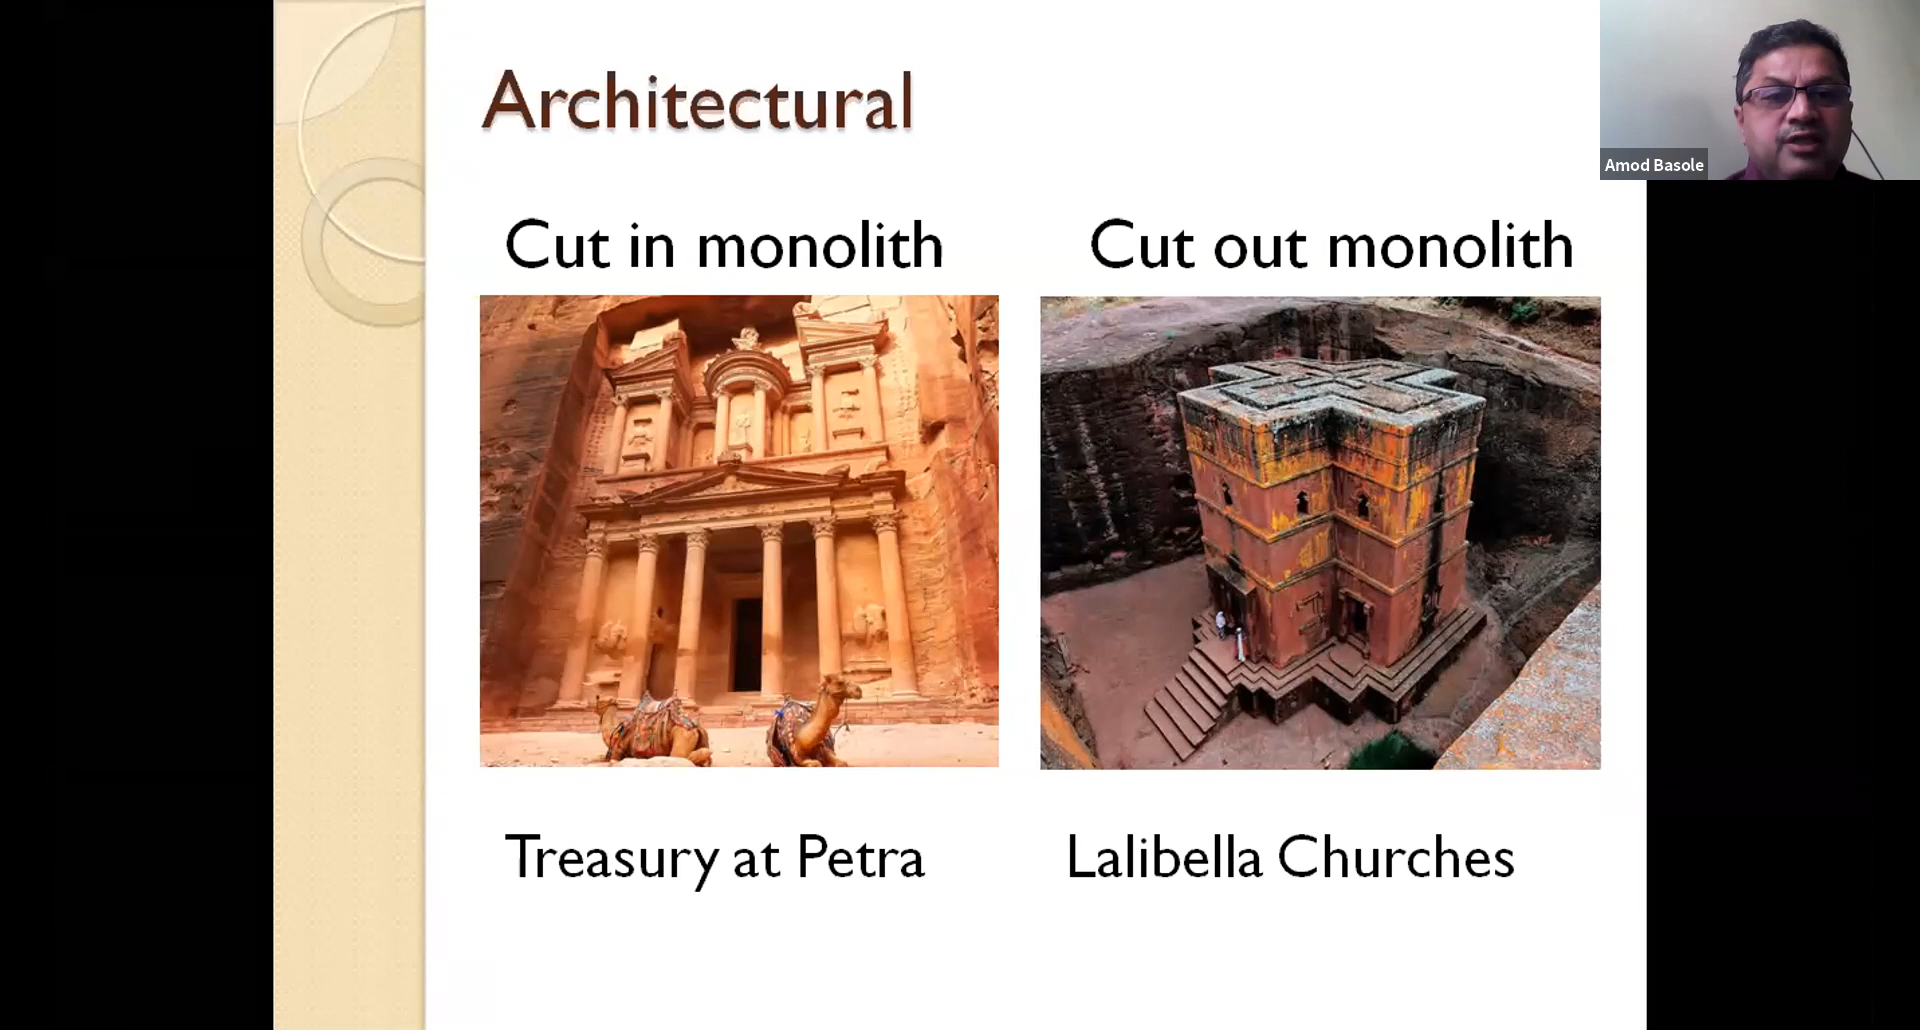 Architectural
Cut in monolith
Cut out monolith
Treasury at Petra
Lalibella Churches
Amod Basole